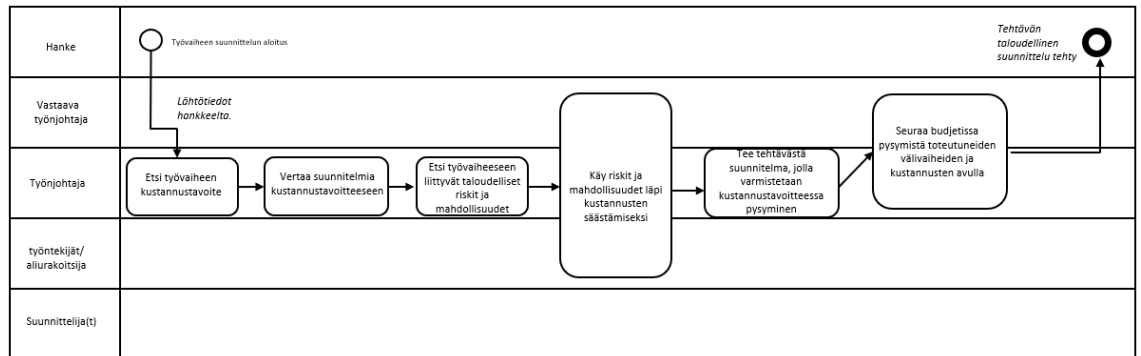 Hanke
Työvaiheen suunnittelun aloitus
Tehtävän
taloudellinen
suunnittelu tehty
Vastaava
työnjohtaja
Lähtötiedot
hankkeelta.
Työnjohtaja
Etsi työvaiheen
kustannustavoite
Vertaa suunnitelmia
kustannustavoitteeseen
Etsi työvaiheeseen
liittyvät taloudelliset
riskit ja
mahdollisuudet
Käy riskit ja
mahdollisuudet läpi
kustannusten
säästämiseksi
Tee tehtävästä
suunnitelma, jolla
varmistetaan
kustannustavoitteessa
pysyminen
Seuraa budjetissa
pysymistä toteutuneiden
välivaiheiden ja
kustannusten avulla
työntekijät/
aliurakoitsija
Suunnittelija(t)